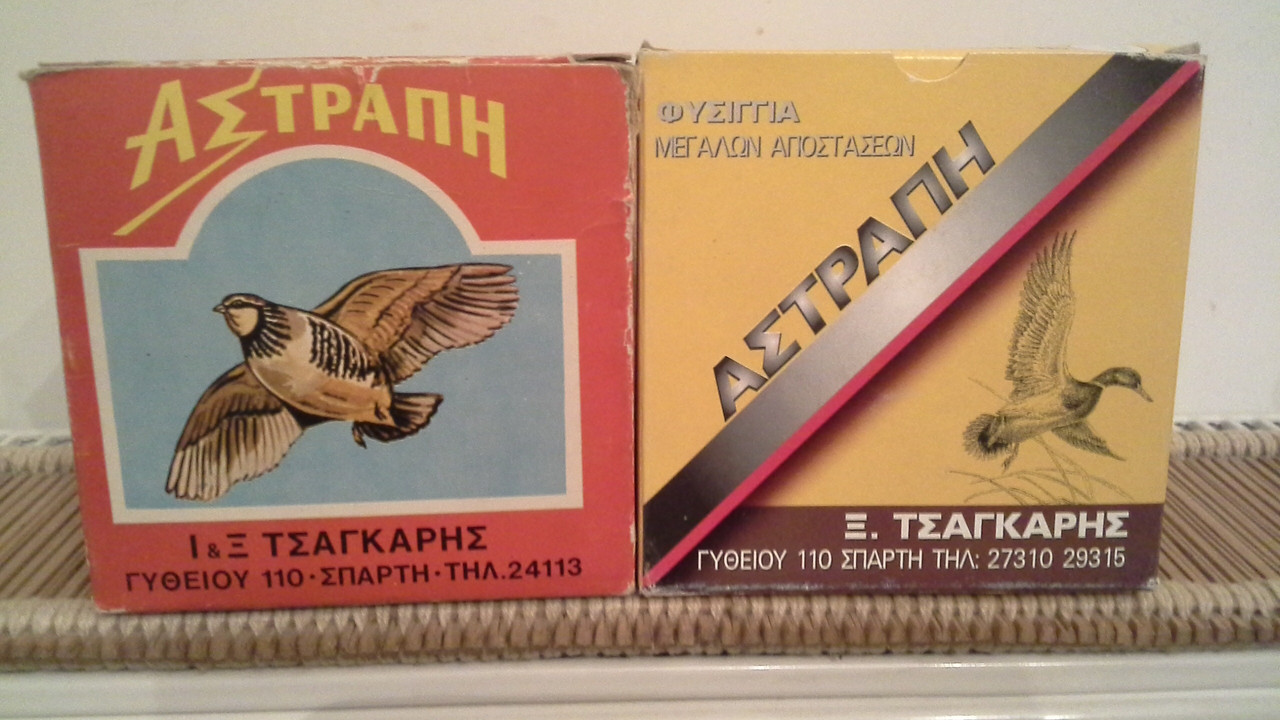 ΑΣΤΡΑΠΗ
Ι & Ξ ΤΣΑΓΚΑΡΗΣ
ΓΥΘΕΙΟΥ 110·ΣΠΑΡΤΗ·ΤΗΛ.24113
ΦΥΣΙΓΓΙΑ
ΜΕΓΑΛΩΝ ΑΠΟΣΤΑΣΕΩΝ
ΑΣΤΡΑΠΗ
Ξ. ΤΣΑΓΚΑΡΗΣ
ΓΥΘΕΙΟΥ 110 ΣΠΑΡΤΗ ΤΗΛ: 27310 29315